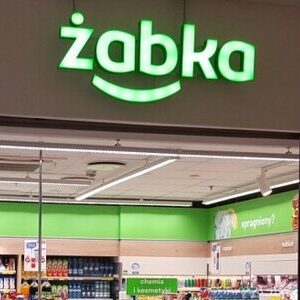 żabka
spragniony?
chemia
i kosmetyki